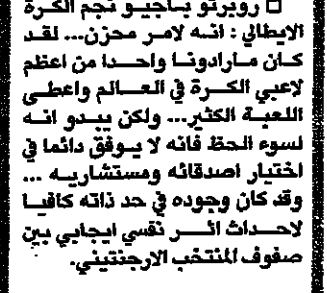 □ روبرتو باجيو نجم الكرة
الايطالي : انه لامر محزن... لقد
كان مارادونا واحدا من اعظم
لاعبي الكرة في العالم واعطى
اللعبة الكثير... ولكن يبدو انه
لسوء الحظ فانه لا يوفق دائما في
اختيار اصدقائه ومستشاريه ...
وقد كان وجوده في حد ذاته كافيا
لاحداث اثر نفسي ايجابي بين
صفوف المنتخب الارجنتيني.